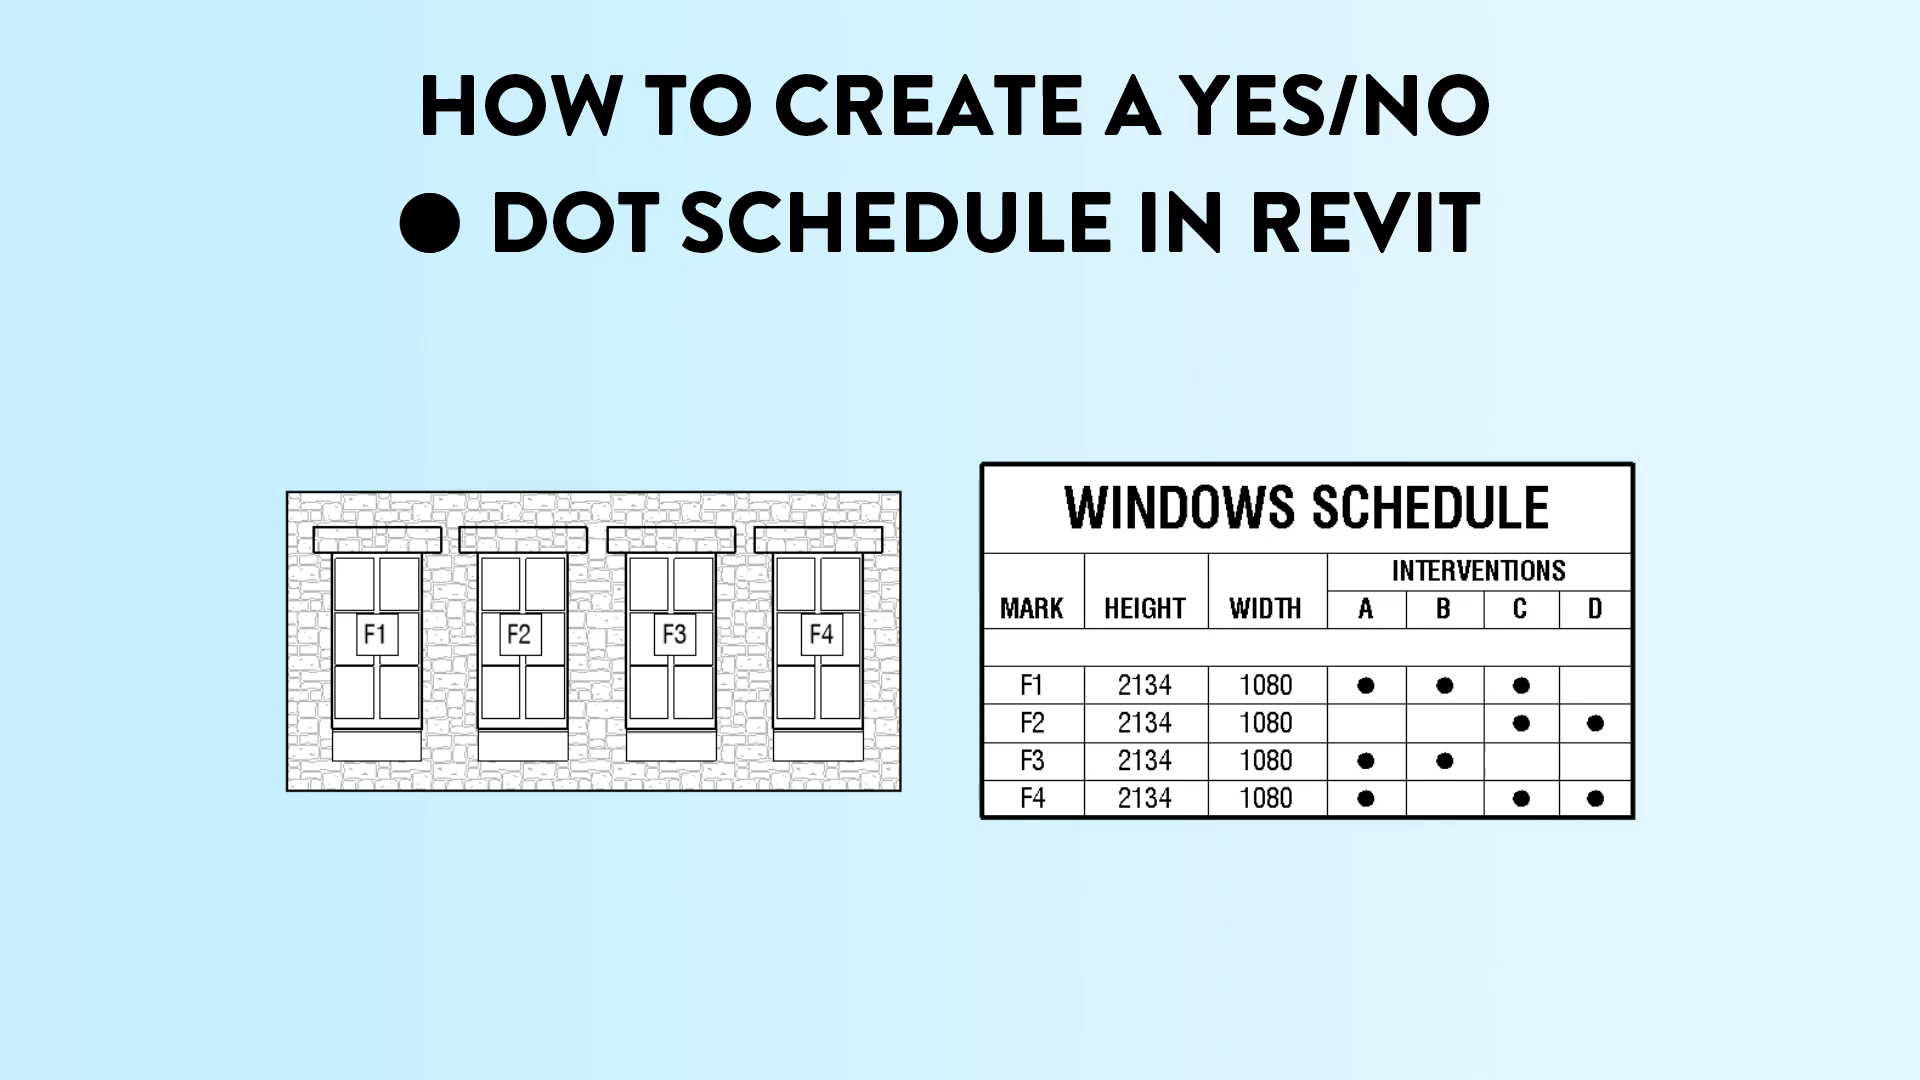 HOW TO CREATE A YES/NO
● DOT SCHEDULE IN REVIT
F1 F2 F3 F4
WINDOWS SCHEDULE
INTERVENTIONS
MARK HEIGHT WIDTH A B C D
F1 2134 1080 ● ● ●
F2 2134 1080 ● ●
F3 2134 1080 ● ●
F4 2134 1080 ● ● ●